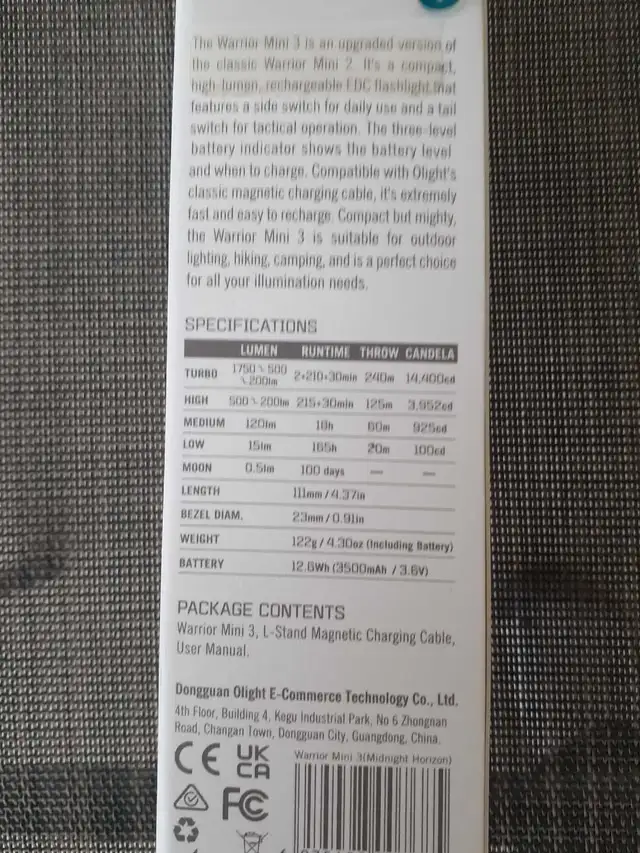 The Warrior Mini 3 is an upgraded version of
the classic Warrior Mini 2. It's a compact,
high-lumen, rechargeable EDC flashlight that
features a side switch for daily use and a tail
switch for tactical operation. The three-level
battery indicator shows the battery level
and when to charge. Compatible with Olight's
classic magnetic charging cable, it's extremely
fast and easy to recharge. Compact but mighty,
the Warrior Mini 3 is suitable for outdoor
lighting, hiking, camping, and is a perfect choice
for all your illumination needs.
SPECIFICATIONS
LUMEN RUNTIME THROW CANDELA
TURBO 1750↘500↘200lm 2+210+30min 240m 14,400cd
HIGH 500↘200lm 215+30min 125m 3,952cd
MEDIUM 120lm 18h 60m 925cd
LOW 15lm 165h 20m 100cd
MOON 0.5lm 100 days — —
LENGTH 111mm / 4.37in
BEZEL DIAM. 23mm / 0.91in
WEIGHT 122g / 4.30oz (Including Battery)
BATTERY 12.6Wh (3500mAh / 3.6V)
PACKAGE CONTENTS
Warrior Mini 3, L-Stand Magnetic Charging Cable,
User Manual.
Dongguan Olight E-Commerce Technology Co., Ltd.
4th Floor, Building 4, Kegu Industrial Park, No 6 Zhongnan
Road, Changan Town, Dongguan City, Guangdong, China.
CE UK
CA
Warrior Mini 3(Midnight Horizon)
FC